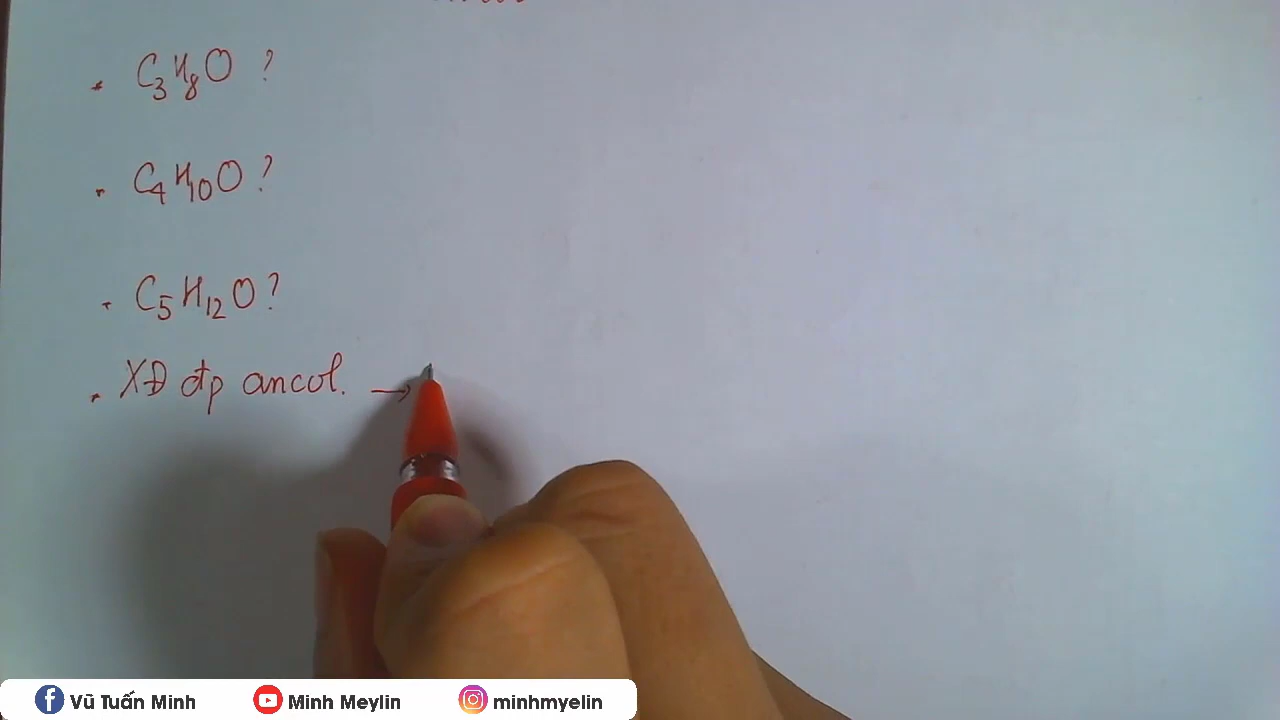 C₃H₈O ?
C₄H₁₀O ?
C₅H₁₂O ?
XĐ đp ancol. →
Vũ Tuấn Minh Minh Meylin minhmyelin